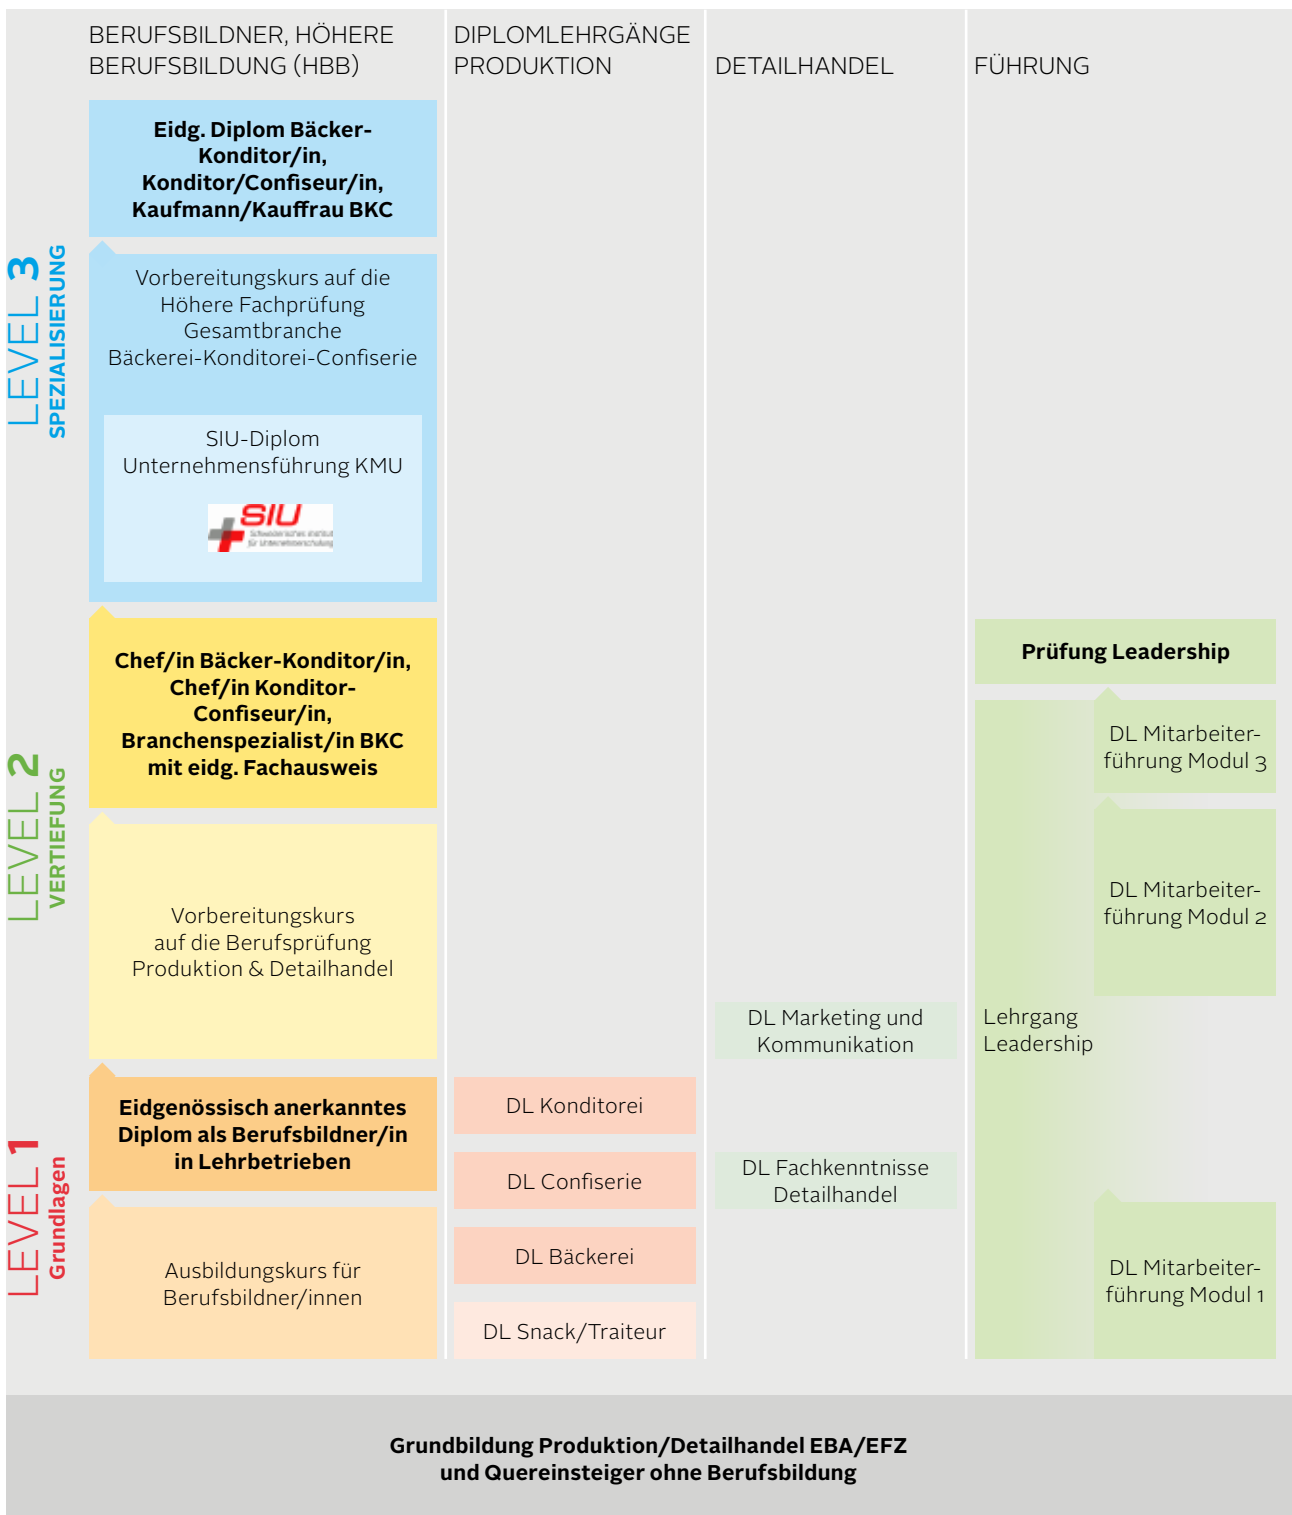 BERUFSBILDNER, HÖHERE
BERUFSBILDUNG (HBB)
DIPLOMLEHRGÄNGE
PRODUKTION
DETAILHANDEL
FÜHRUNG
LEVEL 3
SPEZIALISIERUNG
Eidg. Diplom Bäcker-
Konditor/in,
Konditor/Confiseur/in,
Kaufmann/Kauffrau BKC
Vorbereitungskurs auf die
Höhere Fachprüfung
Gesamtbranche
Bäckerei-Konditorei-Confiserie
SIU-Diplom
Unternehmensführung KMU
SIU
Schweizerisches Institut
für Unternehmerschulung
LEVEL 2
VERTIEFUNG
Chef/in Bäcker-Konditor/in,
Chef/in Konditor-
Confiseur/in,
Branchenspezialist/in BKC
mit eidg. Fachausweis
Vorbereitungskurs
auf die Berufsprüfung
Produktion & Detailhandel
DL Marketing und
Kommunikation
Prüfung Leadership
DL Mitarbeiter-
führung Modul 3
DL Mitarbeiter-
führung Modul 2
Lehrgang
Leadership
LEVEL 1
Grundlagen
Eidgenössisch anerkanntes
Diplom als Berufsbildner/in
in Lehrbetrieben
Ausbildungskurs für
Berufsbildner/innen
DL Konditorei
DL Confiserie
DL Bäckerei
DL Snack/Traiteur
DL Fachkenntnisse
Detailhandel
DL Mitarbeiter-
führung Modul 1
Grundbildung Produktion/Detailhandel EBA/EFZ
und Quereinsteiger ohne Berufsbildung